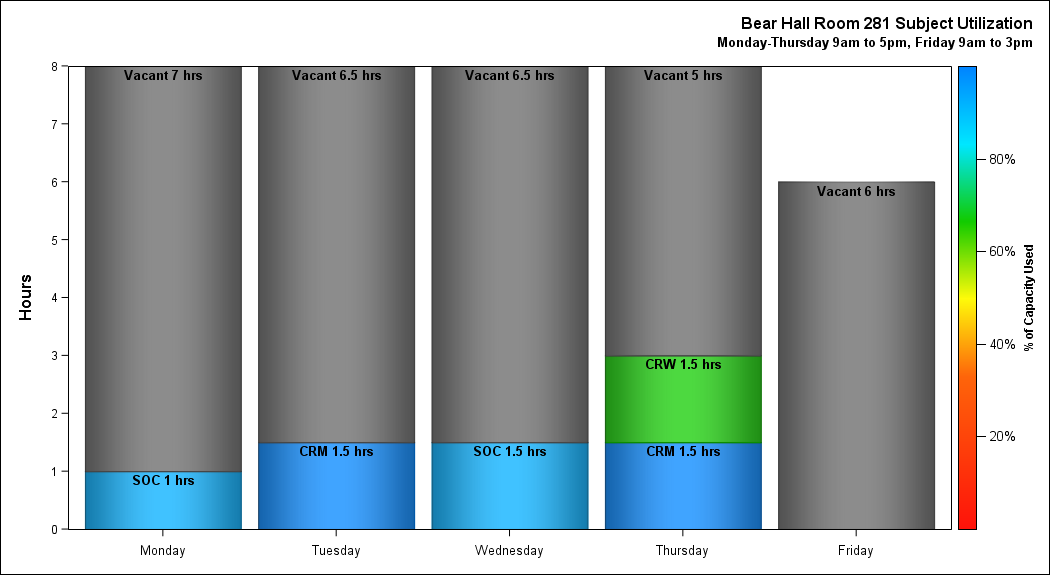 Bear Hall Room 281 Subject Utilization
Monday-Thursday 9am to 5pm, Friday 9am to 3pm
Hours
8
7
6
5
4
3
2
1
0
Vacant 7 hrs
SOC 1 hrs
Vacant 6.5 hrs
CRM 1.5 hrs
Vacant 6.5 hrs
SOC 1.5 hrs
Vacant 5 hrs
CRW 1.5 hrs
CRM 1.5 hrs
Vacant 6 hrs
Monday
Tuesday
Wednesday
Thursday
Friday
80%
60%
40%
20%
% of Capacity Used